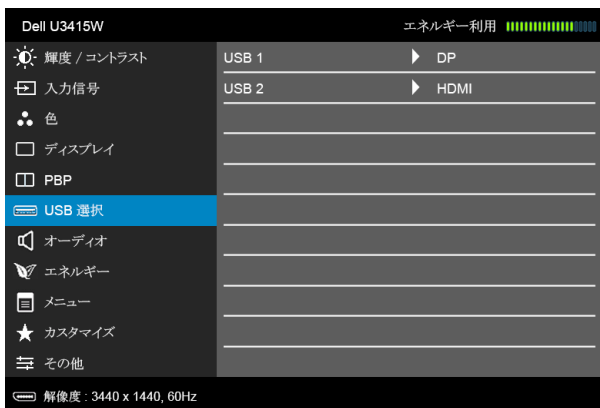 Dell U3415W エネルギー利用
輝度 / コントラスト USB 1 DP
入力信号 USB 2 HDMI
色
ディスプレイ
PBP
USB 選択
オーディオ
エネルギー
メニュー
カスタマイズ
その他
解像度 : 3440 x 1440, 60Hz